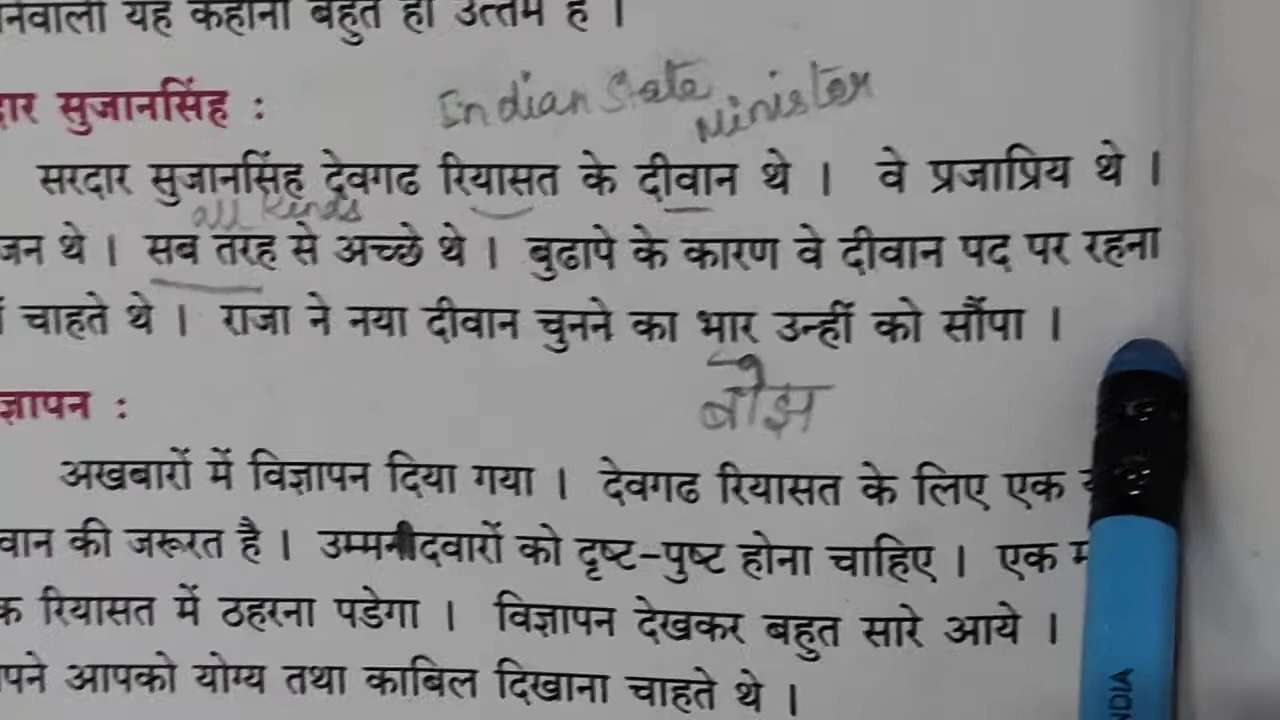 नेवाली यह कहानी बहुत ही उत्तम है ।
दार सुजानसिंह :
Indian State
Minister
सरदार सुजानसिंह देवगढ रियासत के दीवान थे । वे प्रजाप्रिय थे ।
all kinds
जन थे । सब तरह से अच्छे थे । बुढापे के कारण वे दीवान पद पर रहना
चाहते थे । राजा ने नया दीवान चुनने का भार उन्हीं को सौंपा ।
बोझ
ज्ञापन :
अखबारों में विज्ञापन दिया गया । देवगढ रियासत के लिए एक
वान की जरूरत है । उम्मनीदवारों को दृष्ट-पुष्ट होना चाहिए । एक म
क रियासत में ठहरना पडेगा । विज्ञापन देखकर बहुत सारे आये ।
पने आपको योग्य तथा काबिल दिखाना चाहते थे ।
NDIA